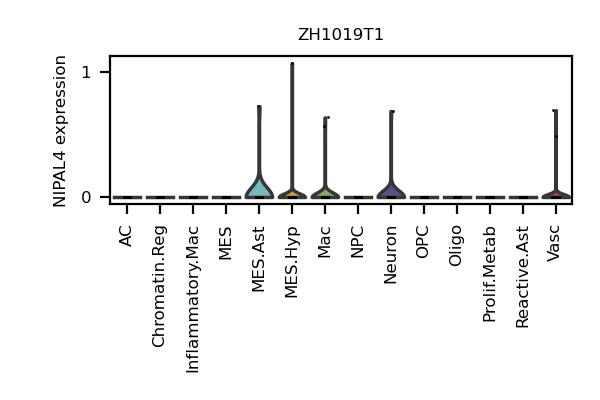 ZH1019T1
NIPAL4 expression
1
0
AC
Chromatin.Reg
Inflammatory.Mac
MES
MES.Ast
MES.Hyp
Mac
NPC
Neuron
OPC
Oligo
Prolif.Metab
Reactive.Ast
Vasc